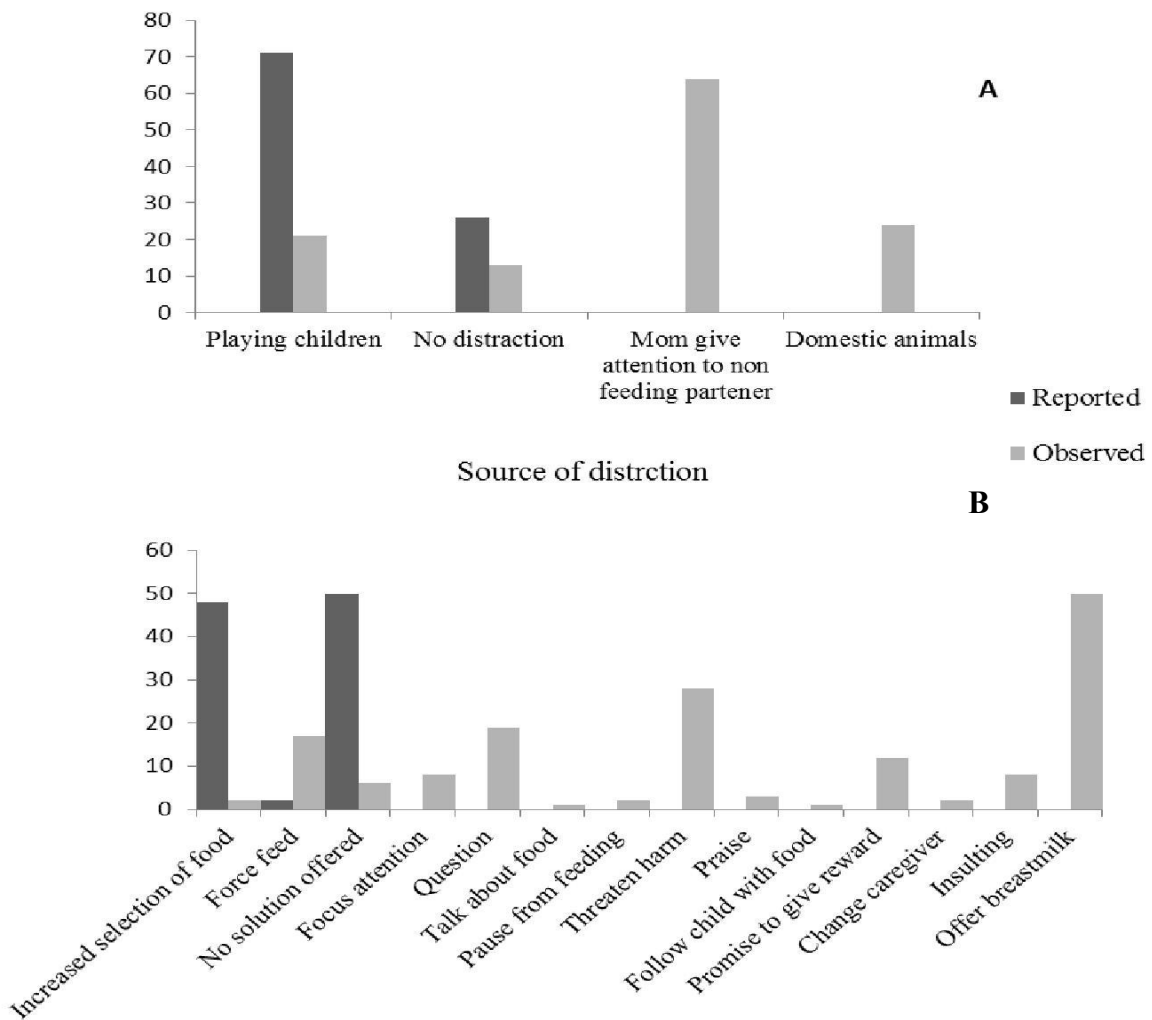 80
70
60
50
40
30
20
10
0
A
Playing children
No distraction
Mom give
attention to non
feeding partener
Domestic animals
Reported
Observed
Source of distrction
B
60
50
40
30
20
10
0
Increased selection of food
Force feed
No solution offered
Focus attention
Question
Talk about food
Pause from feeding
Threaten harm
Praise
Follow child with food
Promise to give reward
Change caregiver
Insulting
Offer breastmilk